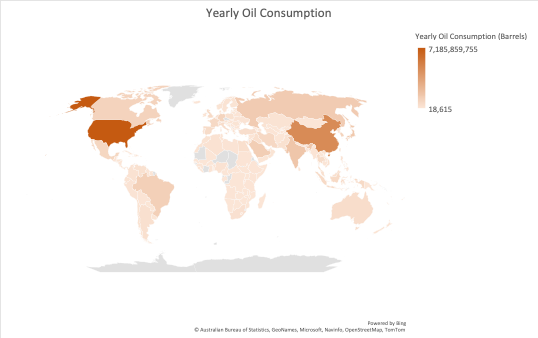 Yearly Oil Consumption
Yearly Oil Consumption (Barrels)
7,185,859,755
18,615
Powered by Bing
© Australian Bureau of Statistics, GeoNames, Microsoft, Navinfo, OpenStreetMap, TomTom